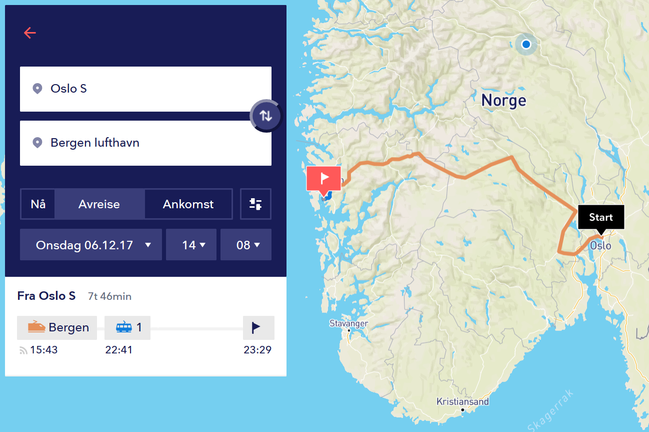 Oslo S
Bergen lufthavn
Nå Avreise Ankomst
Onsdag 06.12.17 14 08
Fra Oslo S 7t 46min
Bergen 1
15:43 22:41 23:29
Norge
Start
Oslo
Stavanger
Kristiansand
Skagerrak
L